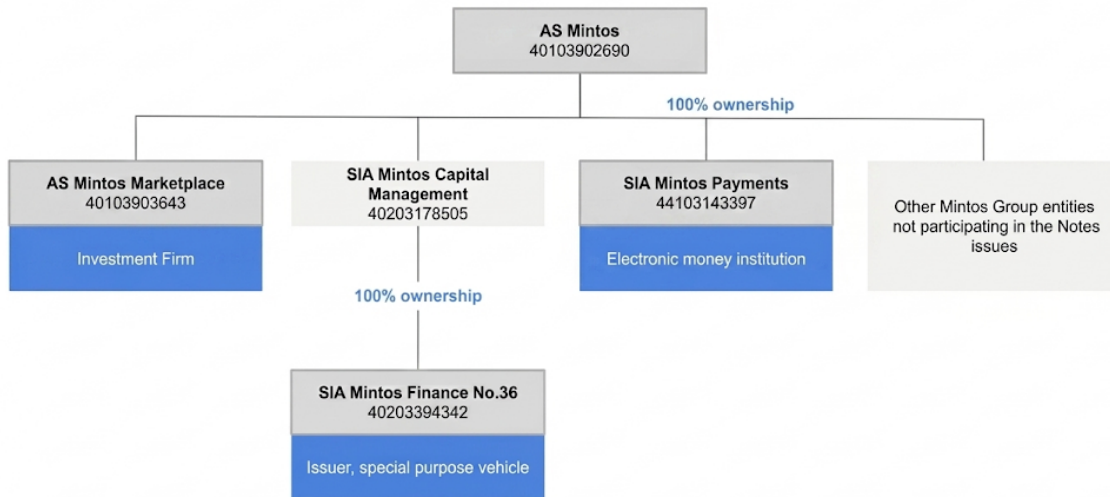 AS Mintos
40103902690
100% ownership
AS Mintos Marketplace
40103903643
Investment Firm
SIA Mintos Capital
Management
40203178505
SIA Mintos Payments
44103143397
Electronic money institution
Other Mintos Group entities
not participating in the Notes
issues
100% ownership
SIA Mintos Finance No.36
40203394342
Issuer, special purpose vehicle